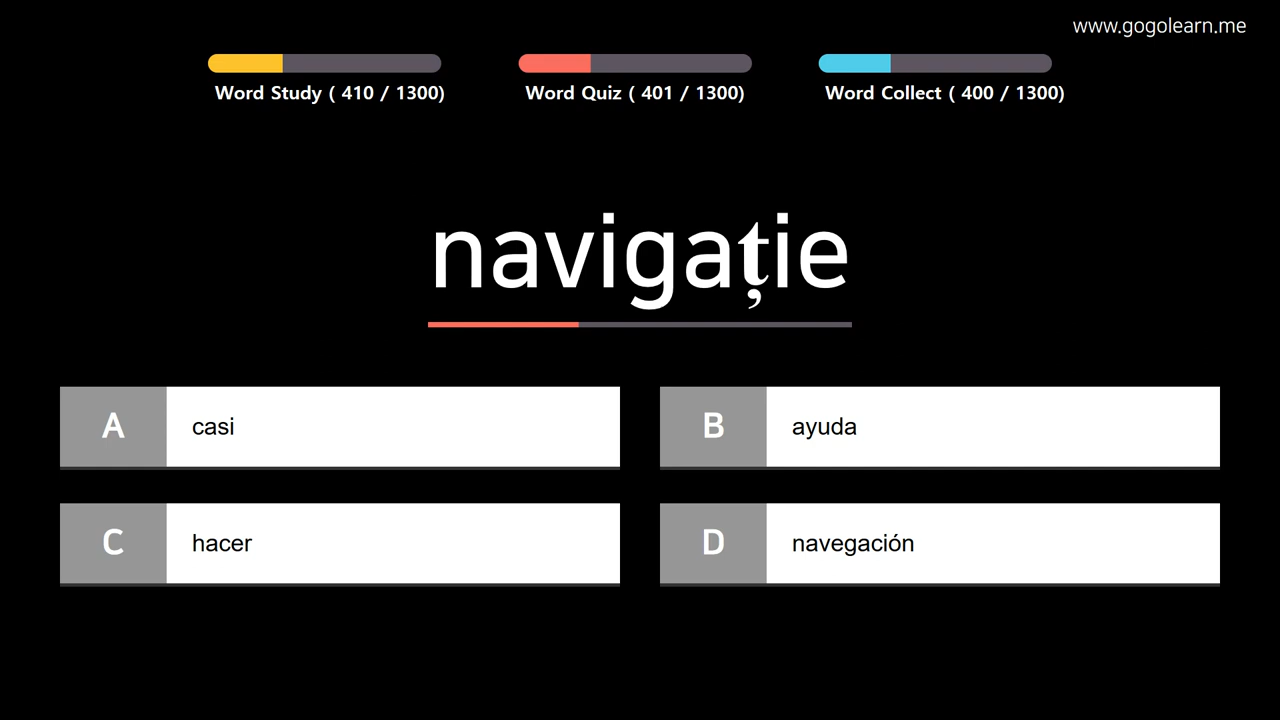 www.gogolearn.me
Word Study ( 410 / 1300)
Word Quiz ( 401 / 1300)
Word Collect ( 400 / 1300)
navigație
A
casi
B
ayuda
C
hacer
D
navegación